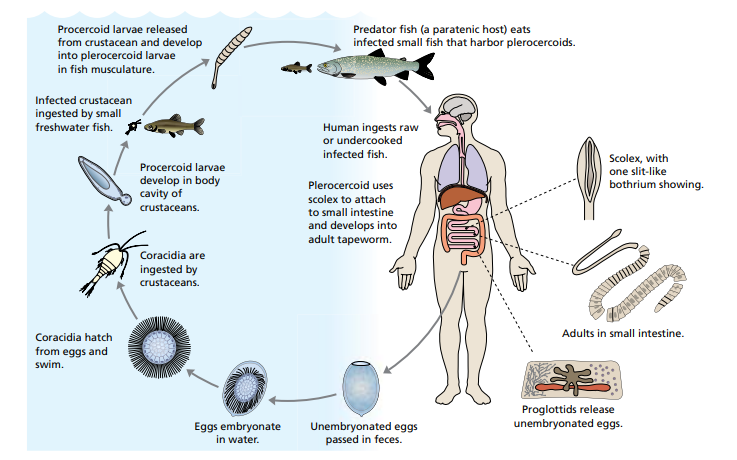 Procercoid larvae released
from crustacean and develop
into plerocercoid larvae
in fish musculature.
Predator fish (a paratenic host) eats
infected small fish that harbor plerocercoids.
Infected crustacean
ingested by small
freshwater fish.
Human ingests raw
or undercooked
infected fish.
Procercoid larvae
develop in body
cavity of
crustaceans.
Scolex, with
one slit-like
bothrium showing.
Plerocercoid uses
scolex to attach
to small intestine
and develops into
adult tapeworm.
Coracidia are
ingested by
crustaceans.
Adults in small intestine.
Coracidia hatch
from eggs and
swim.
Proglottids release
unembryonated eggs.
Eggs embryonate
in water.
Unembryonated eggs
passed in feces.